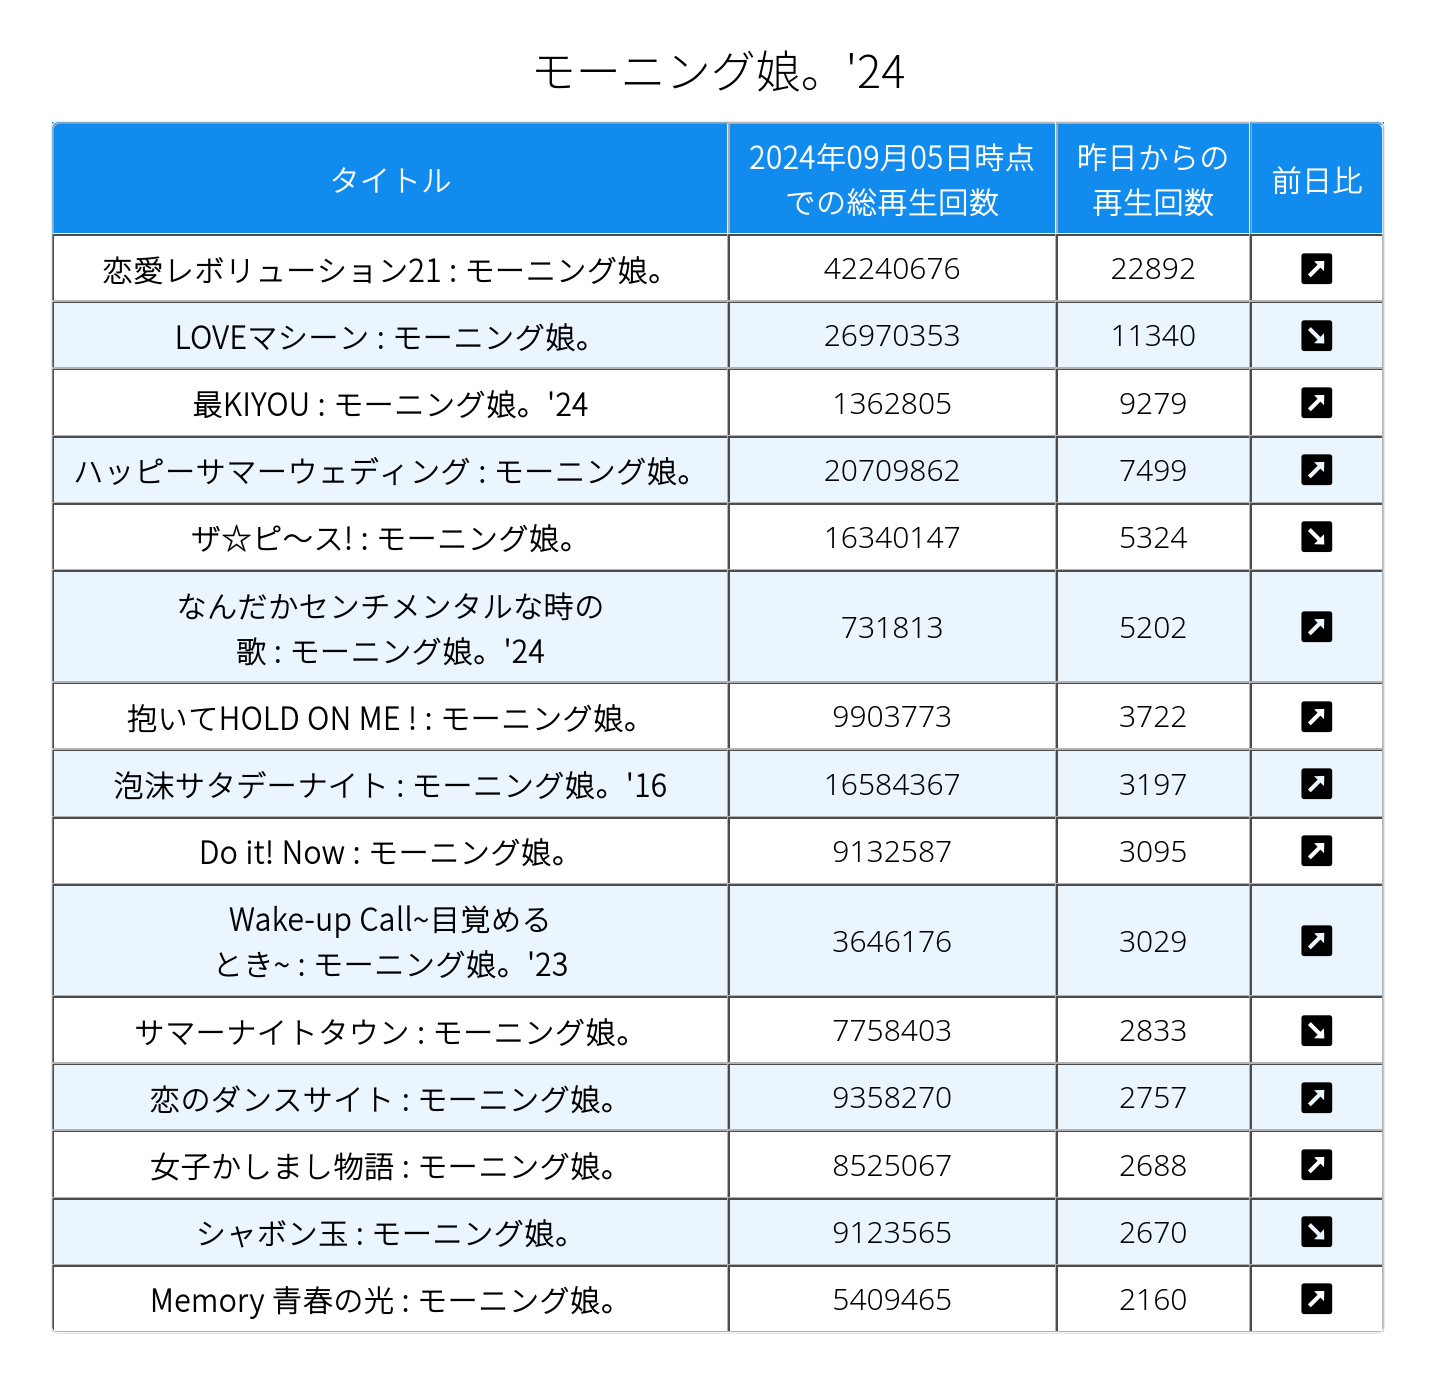 モーニング娘。'24
タイトル
2024年09月05日時点
での総再生回数
昨日からの
再生回数
前日比
恋愛レボリューション21 : モーニング娘。 42240676 22892 ↗
LOVEマシーン : モーニング娘。 26970353 11340 ↘
最KIYOU : モーニング娘。'24 1362805 9279 ↗
ハッピーサマーウェディング : モーニング娘。 20709862 7499 ↗
ザ☆ピ〜ス! : モーニング娘。 16340147 5324 ↘
なんだかセンチメンタルな時の
歌 : モーニング娘。'24 731813 5202 ↗
抱いてHOLD ON ME ! : モーニング娘。 9903773 3722 ↗
泡沫サタデーナイト : モーニング娘。'16 16584367 3197 ↗
Do it! Now : モーニング娘。 9132587 3095 ↗
Wake-up Call~目覚める
とき~ : モーニング娘。'23 3646176 3029 ↗
サマーナイトタウン : モーニング娘。 7758403 2833 ↘
恋のダンスサイト : モーニング娘。 9358270 2757 ↗
女子かしまし物語 : モーニング娘。 8525067 2688 ↗
シャボン玉 : モーニング娘。 9123565 2670 ↘
Memory 青春の光 : モーニング娘。 5409465 2160 ↗